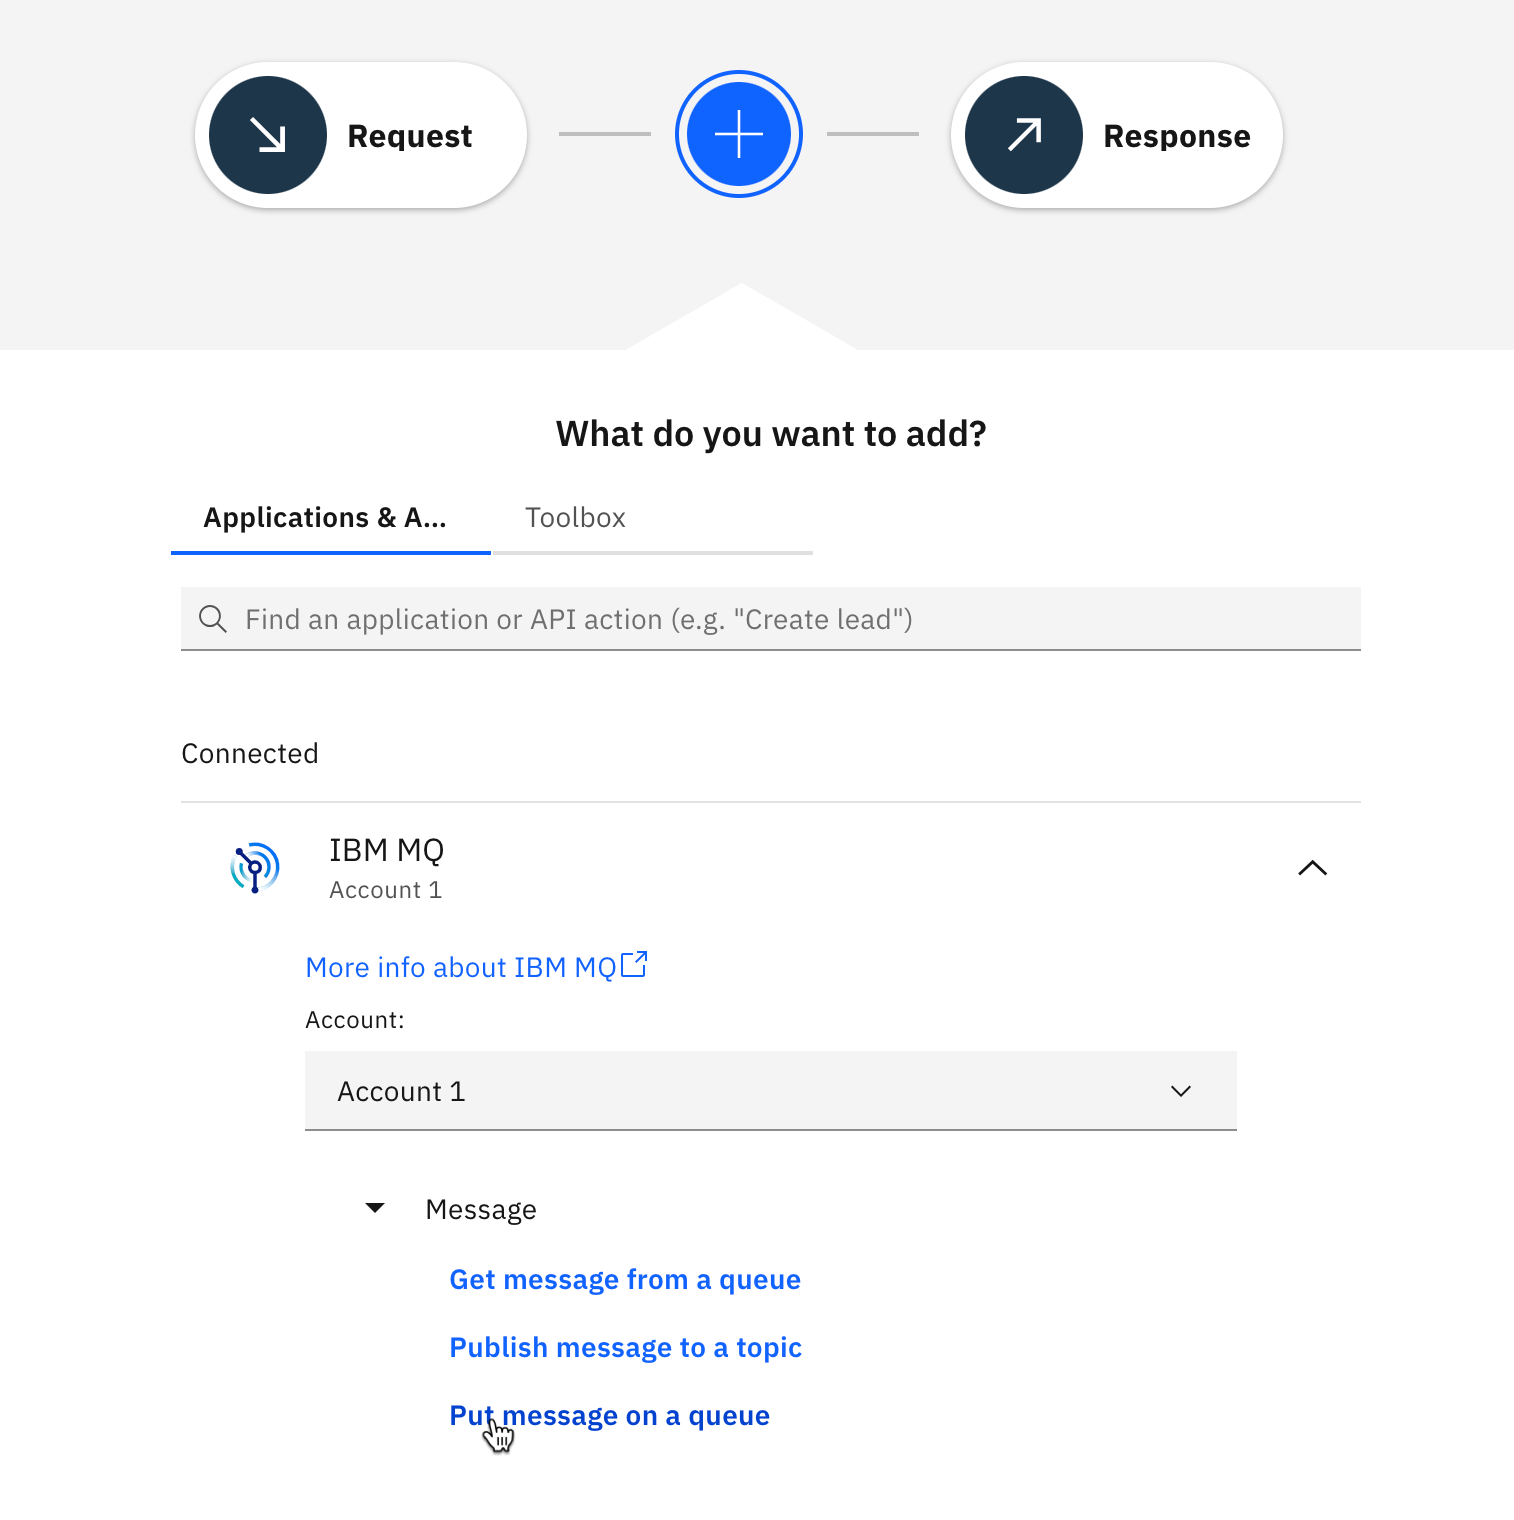 Request
Response
What do you want to add?
Applications & A...
Toolbox
Find an application or API action (e.g. "Create lead")
Connected
IBM MQ
Account 1
More info about IBM MQ
Account:
Account 1
Message
Get message from a queue
Publish message to a topic
Put message on a queue